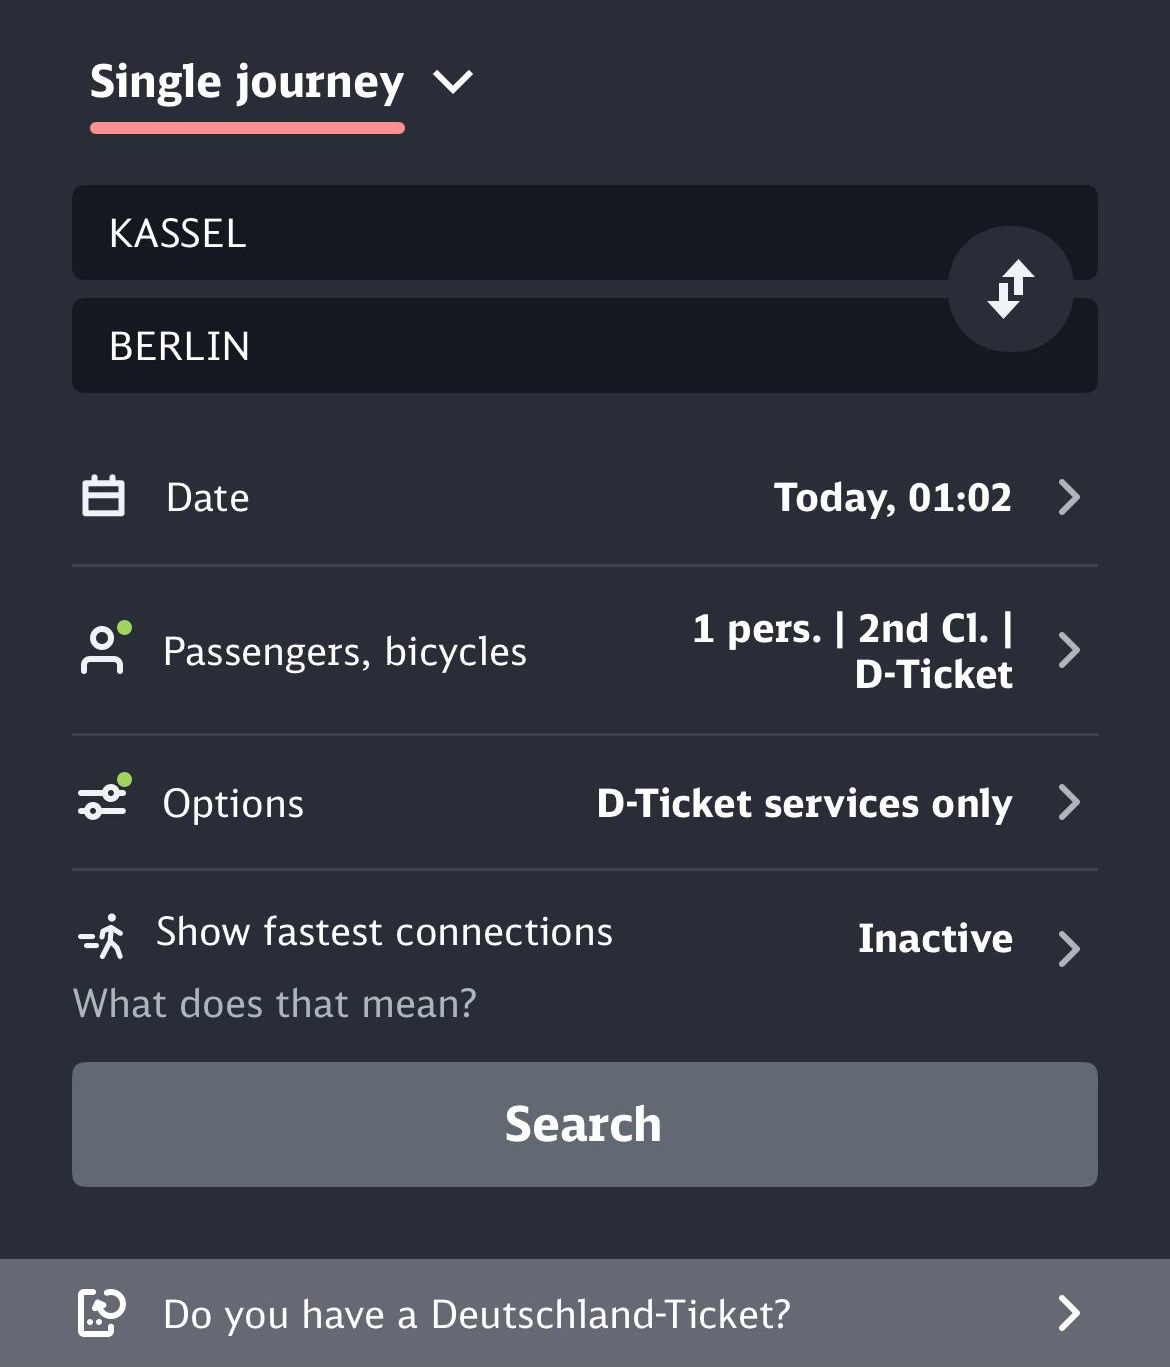 Single journey
KASSEL
BERLIN
Date
Today, 01:02
Passengers, bicycles
1 pers. | 2nd Cl. |
D-Ticket
Options
D-Ticket services only
Show fastest connections
Inactive
What does that mean?
Search
Do you have a Deutschland-Ticket?